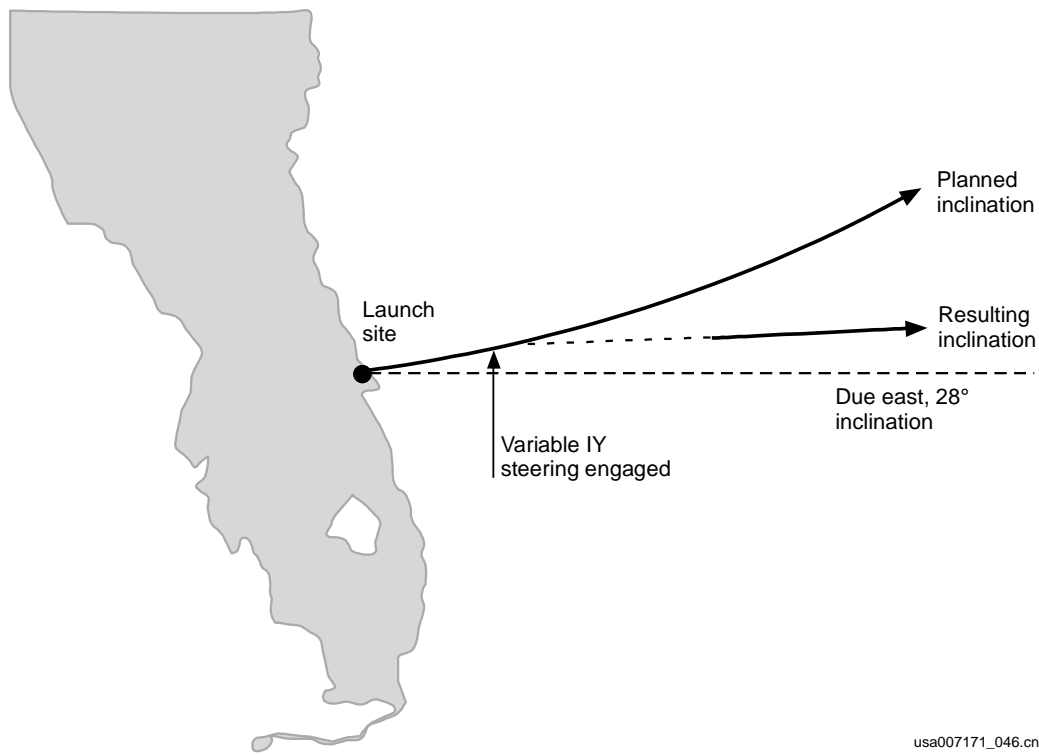 Planned
inclination
Launch
site
Resulting
inclination
Due east, 28°
inclination
Variable IY
steering engaged
usa007171_046.cn